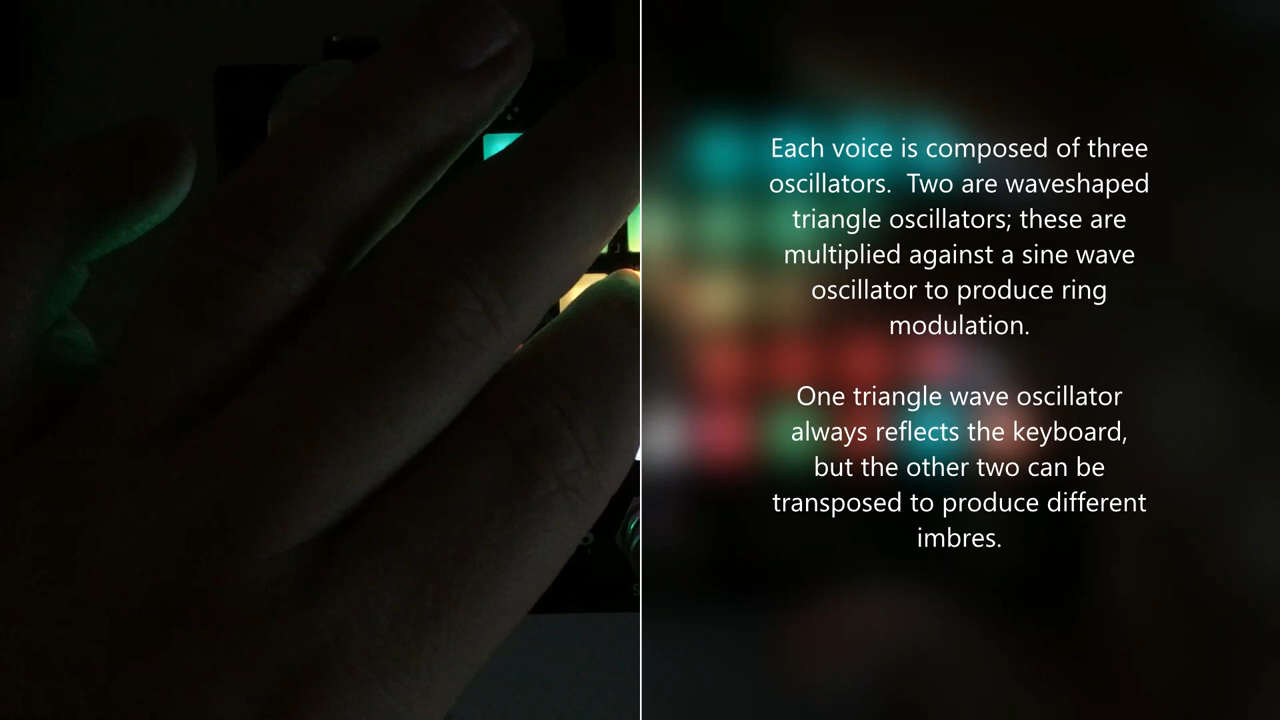 Each voice is composed of three
oscillators.  Two are waveshaped
triangle oscillators; these are
multiplied against a sine wave
oscillator to produce ring
modulation.
One triangle wave oscillator
always reflects the keyboard,
but the other two can be
transposed to produce different
imbres.